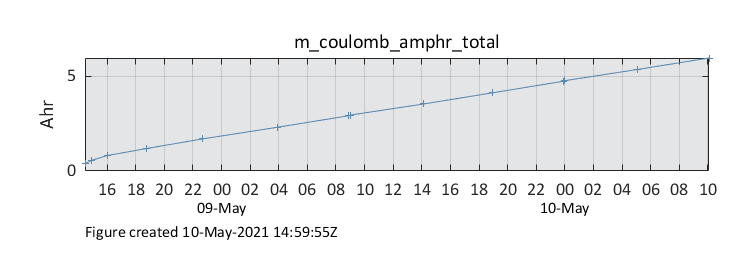 m_coulomb_amphr_total
5
Ahr
0
16 18 20 22 00 02 04 06 08 10 12 14 16 18 20 22 00 02 04 06 08 10
09-May 10-May
Figure created 10-May-2021 14:59:55Z